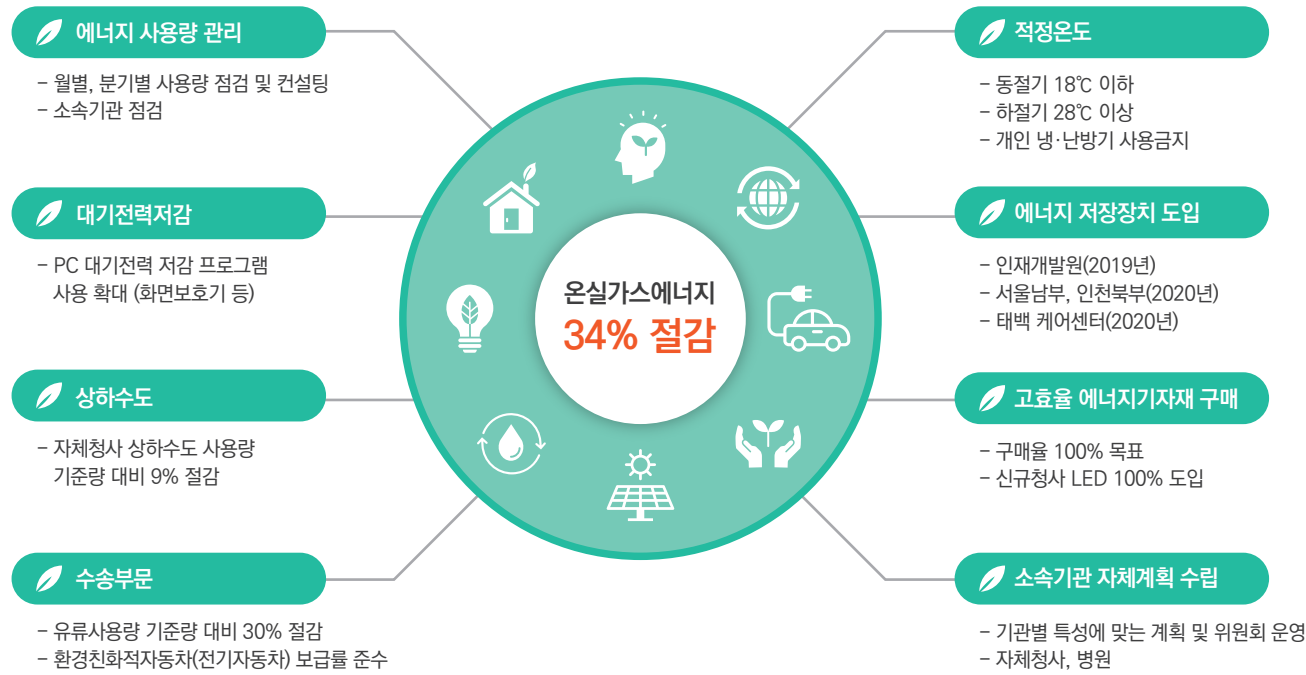 에너지 사용량 관리
- 월별, 분기별 사용량 점검 및 컨설팅
- 소속기관 점검
대기전력저감
- PC 대기전력 저감 프로그램
사용 확대 (화면보호기 등)
상하수도
- 자체청사 상하수도 사용량
기준량 대비 9% 절감
수송부문
- 유류사용량 기준량 대비 30% 절감
- 환경친화적자동차(전기자동차) 보급률 준수
온실가스에너지
34% 절감
적정온도
- 동절기 18℃ 이하
- 하절기 28℃ 이상
- 개인 냉·난방기 사용금지
에너지 저장장치 도입
- 인재개발원(2019년)
- 서울남부, 인천북부(2020년)
- 태백 케어센터(2020년)
고효율 에너지기자재 구매
- 구매율 100% 목표
- 신규청사 LED 100% 도입
소속기관 자체계획 수립
- 기관별 특성에 맞는 계획 및 위원회 운영
- 자체청사, 병원